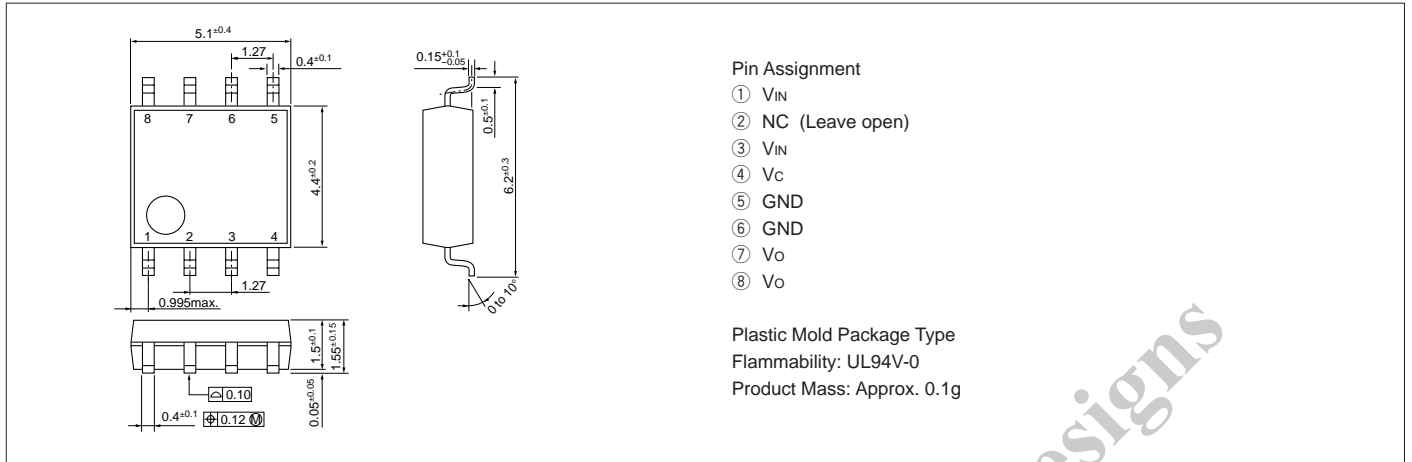 5.1±0.4
1.27
0.4±0.1
8 7 6 5
4.4±0.2
1 2 3 4
1.27
0.995max.
0.15+0.1−0.05
0.5±0.1
6.2±0.3
0 to 10°
1.5±0.1
1.55±0.15
0.05±0.05
⌓ 0.10
0.4±0.1
⌖ 0.12 Ⓜ
Pin Assignment
① VIN
② NC (Leave open)
③ VIN
④ VC
⑤ GND
⑥ GND
⑦ VO
⑧ VO
Plastic Mold Package Type
Flammability: UL94V-0
Product Mass: Approx. 0.1g
esigns